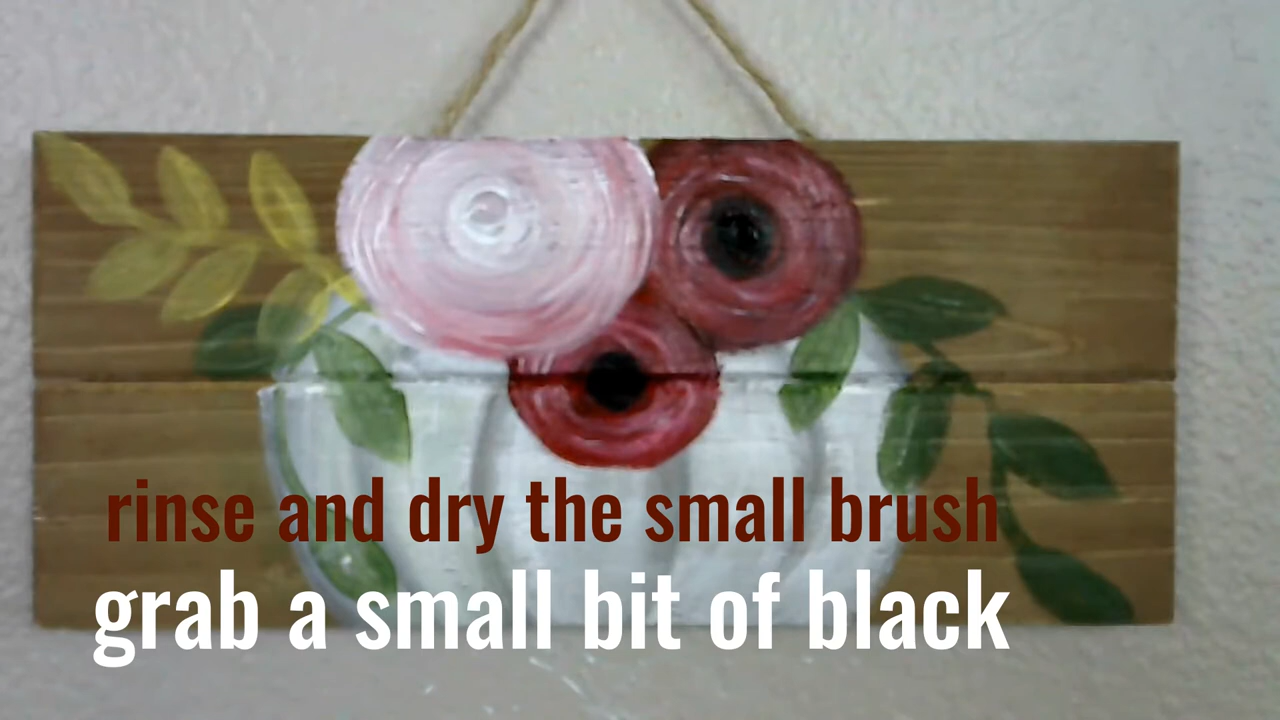 rinse and dry the small brush
grab a small bit of black